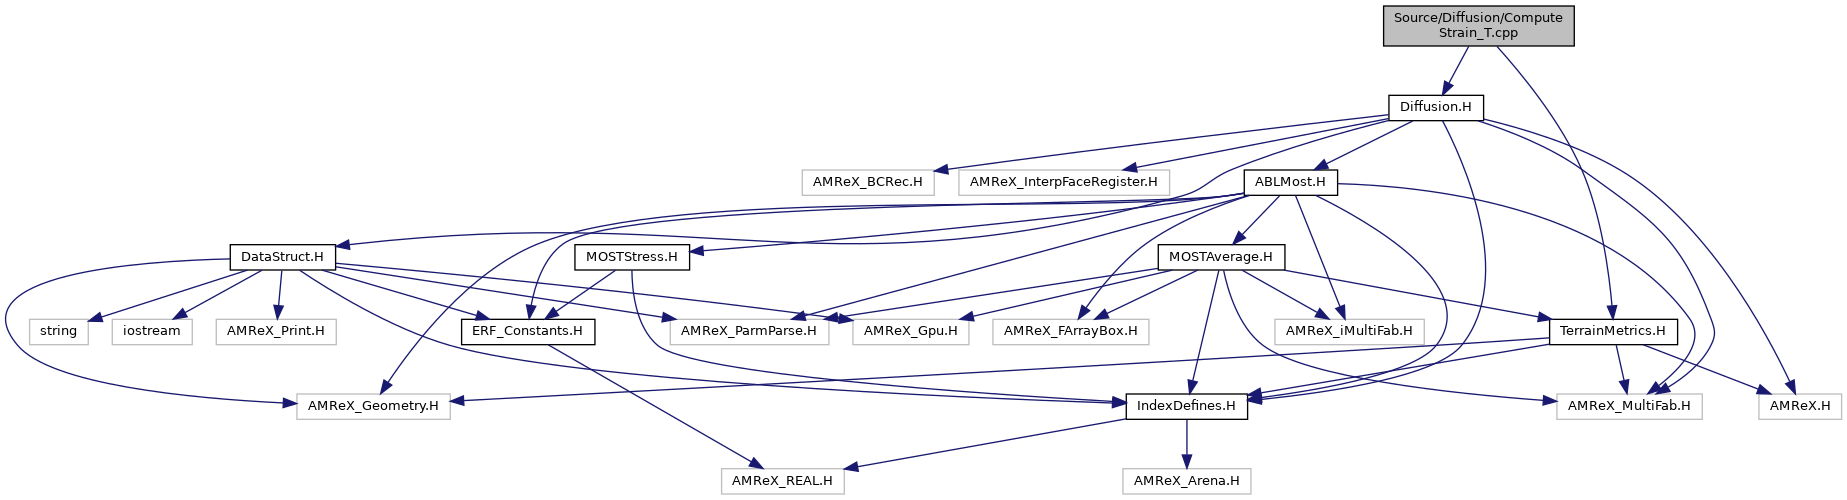 Source/Diffusion/Compute
Strain_T.cpp
Diffusion.H
AMReX_BCRec.H
AMReX_InterpFaceRegister.H
ABLMost.H
DataStruct.H
MOSTStress.H
MOSTAverage.H
string
iostream
AMReX_Print.H
ERF_Constants.H
AMReX_ParmParse.H
AMReX_Gpu.H
AMReX_FArrayBox.H
AMReX_iMultiFab.H
TerrainMetrics.H
AMReX_Geometry.H
IndexDefines.H
AMReX_MultiFab.H
AMReX.H
AMReX_REAL.H
AMReX_Arena.H